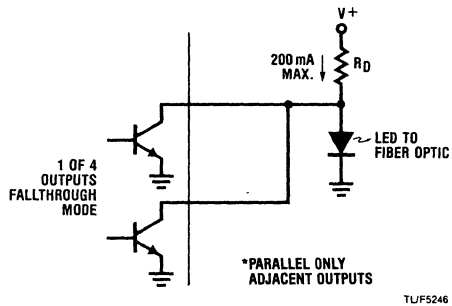 V+
200 mA
MAX.
RD
LED TO
FIBER OPTIC
1 OF 4
OUTPUTS
FALLTHROUGH
MODE
*PARALLEL ONLY
ADJACENT OUTPUTS
TL/F5246